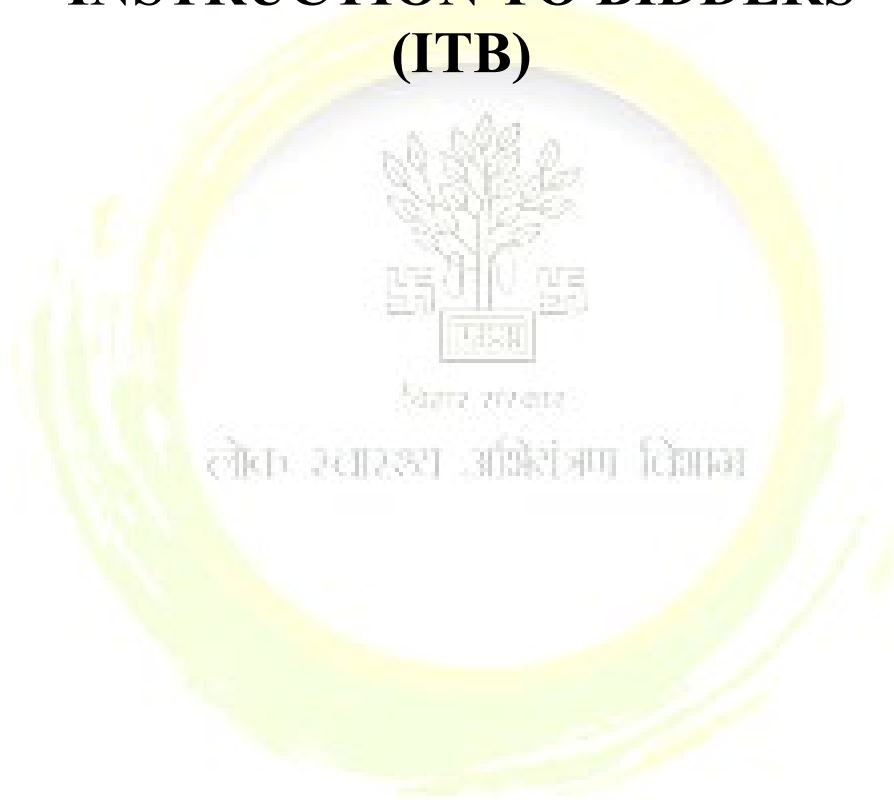 INSTRUCTION TO BIDDERS
(ITB)
बिहार सरकार
लोक स्वास्थ्य अभियंत्रण विभाग